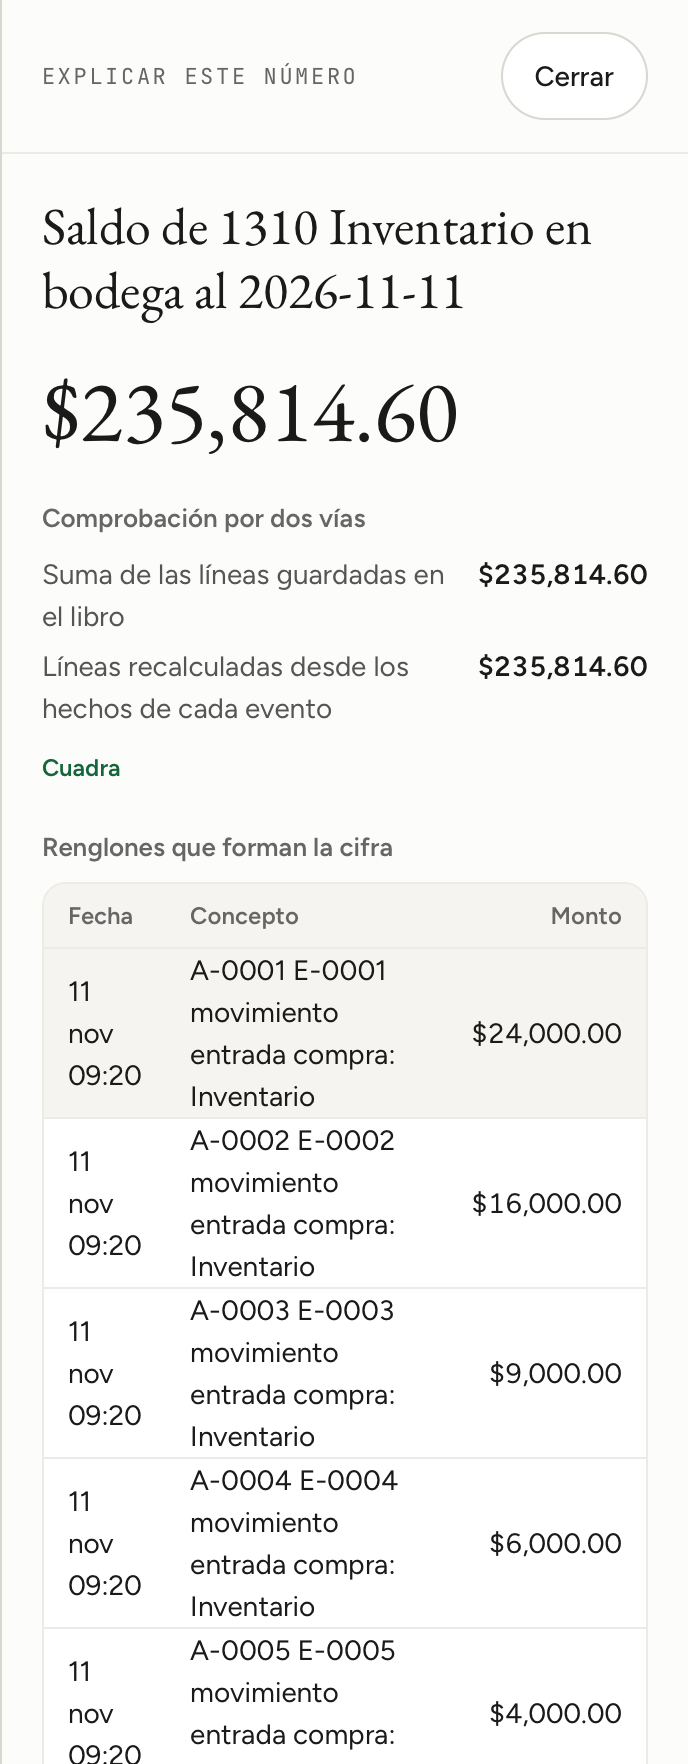 EXPLICAR ESTE NÚMERO
Cerrar
Saldo de 1310 Inventario en
bodega al 2026-11-11
$235,814.60
Comprobación por dos vías
Suma de las líneas guardadas en
el libro
$235,814.60
Líneas recalculadas desde los
hechos de cada evento
$235,814.60
Cuadra
Renglones que forman la cifra
Fecha Concepto Monto
11
nov
09:20
A-0001 E-0001
movimiento
entrada compra:
Inventario
$24,000.00
11
nov
09:20
A-0002 E-0002
movimiento
entrada compra:
Inventario
$16,000.00
11
nov
09:20
A-0003 E-0003
movimiento
entrada compra:
Inventario
$9,000.00
11
nov
09:20
A-0004 E-0004
movimiento
entrada compra:
Inventario
$6,000.00
11
nov
09:20
A-0005 E-0005
movimiento
entrada compra:
$4,000.00